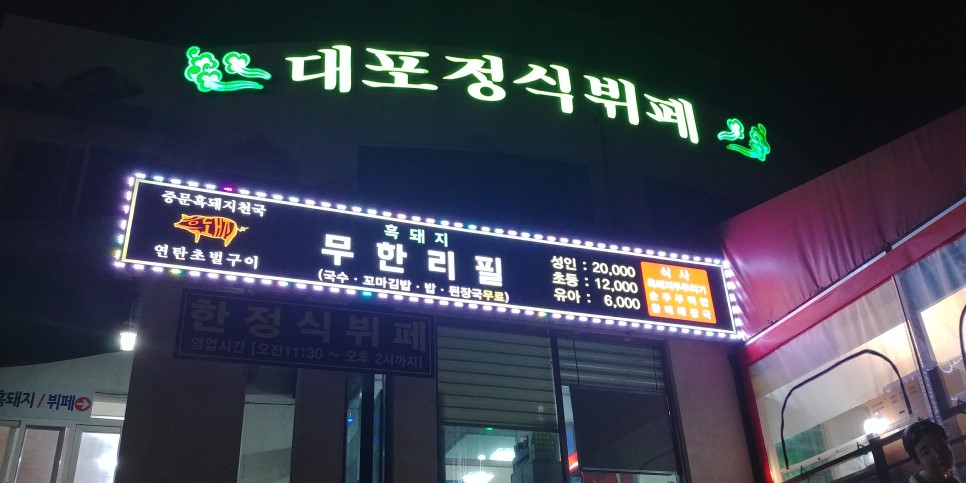 대포정식뷔페
중문흑돼지천국
흑돼지
연탄초벌구이
흑돼지
무한리필
(국수·꼬마김밥·밥·된장국무료)
성인 : 20,000
초등 : 12,000
유아 : 6,000
식사
한정식뷔페
영업시간 [오전11:30 ~ 오후 2시까지]
흑돼지/뷔페